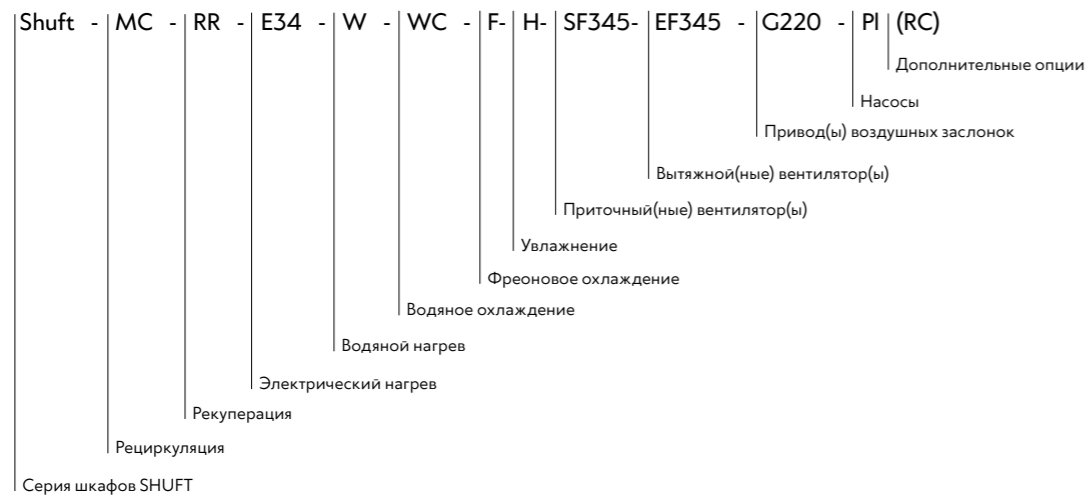 Shuft - MC - RR - E34 - W - WC - F- H- SF345- EF345 - G220 - Pl (RC)
Дополнительные опции
Насосы
Привод(ы) воздушных заслонок
Вытяжной(ные) вентилятор(ы)
Приточный(ные) вентилятор(ы)
Увлажнение
Фреоновое охлаждение
Водяное охлаждение
Водяной нагрев
Электрический нагрев
Рекуперация
Рециркуляция
Серия шкафов SHUFT